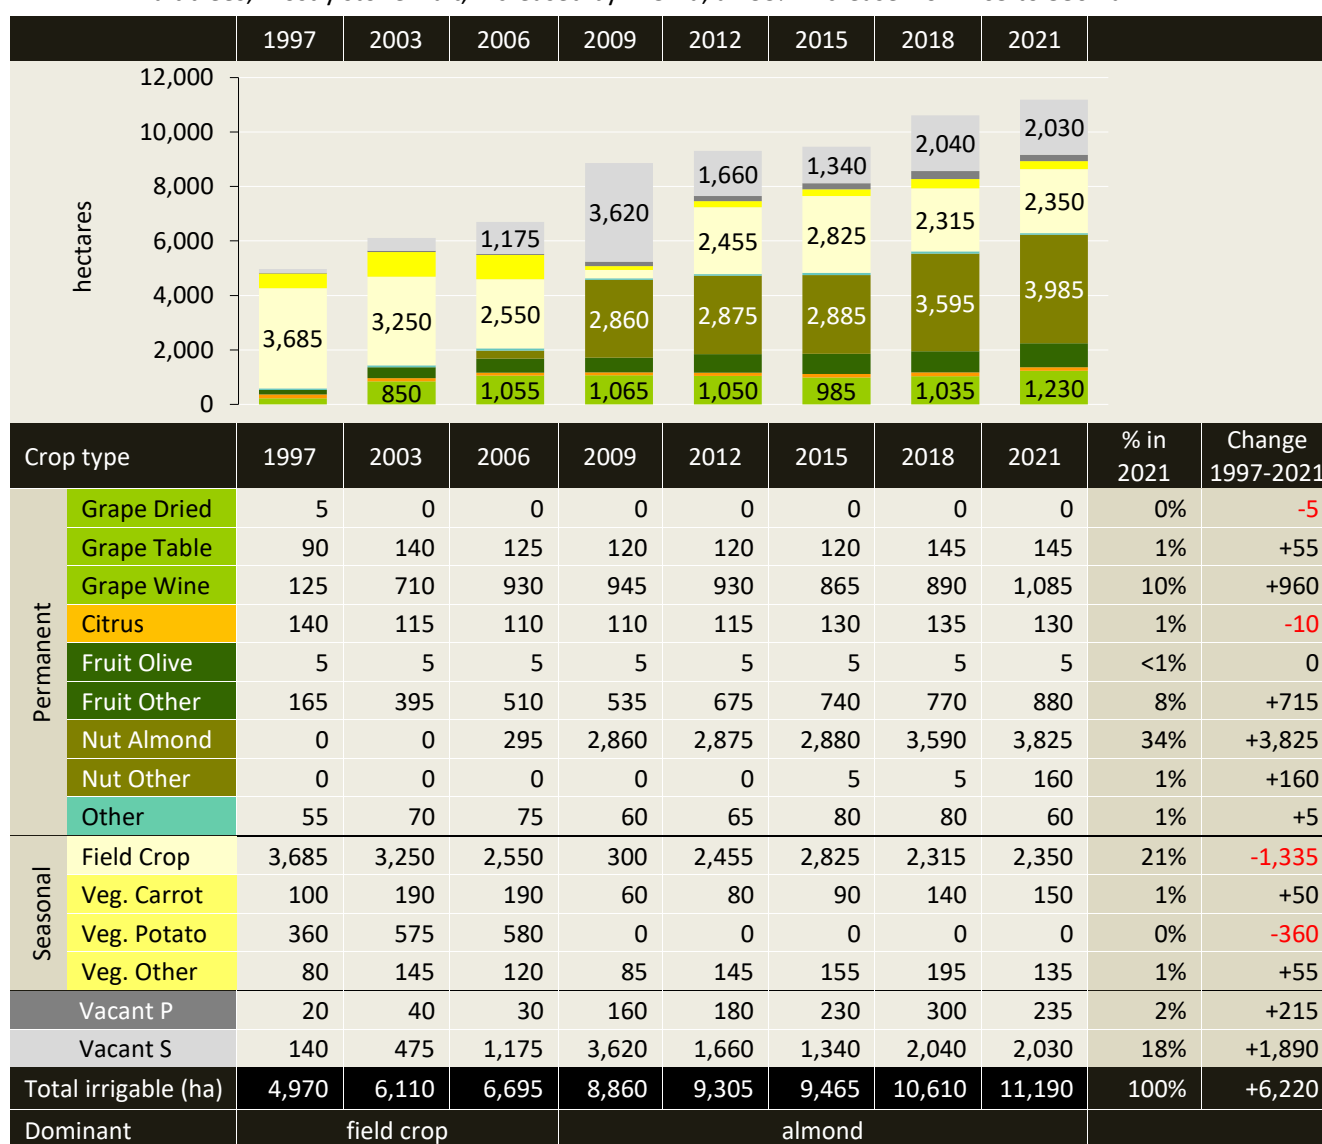 1997 2003 2006 2009 2012 2015 2018 2021
12,000
10,000
8,000
6,000
4,000
2,000
0
hectares
3,685
3,250 850
1,175 2,550 1,055
3,620 2,860 1,065
1,660 2,455 2,875 1,050
1,340 2,825 2,885 985
2,040 2,315 3,595 1,035
2,030 2,350 3,985 1,230
Crop type 1997 2003 2006 2009 2012 2015 2018 2021 % in 2021 Change 1997-2021
Permanent
Grape Dried 5 0 0 0 0 0 0 0 0% -5
Grape Table 90 140 125 120 120 120 145 145 1% +55
Grape Wine 125 710 930 945 930 865 890 1,085 10% +960
Citrus 140 115 110 110 115 130 135 130 1% -10
Fruit Olive 5 5 5 5 5 5 5 5 <1% 0
Fruit Other 165 395 510 535 675 740 770 880 8% +715
Nut Almond 0 0 295 2,860 2,875 2,880 3,590 3,825 34% +3,825
Nut Other 0 0 0 0 0 5 5 160 1% +160
Other 55 70 75 60 65 80 80 60 1% +5
Seasonal
Field Crop 3,685 3,250 2,550 300 2,455 2,825 2,315 2,350 21% -1,335
Veg. Carrot 100 190 190 60 80 90 140 150 1% +50
Veg. Potato 360 575 580 0 0 0 0 0 0% -360
Veg. Other 80 145 120 85 145 155 195 135 1% +55
Vacant P 20 40 30 160 180 230 300 235 2% +215
Vacant S 140 475 1,175 3,620 1,660 1,340 2,040 2,030 18% +1,890
Total irrigable (ha) 4,970 6,110 6,695 8,860 9,305 9,465 10,610 11,190 100% +6,220
Dominant field crop almond